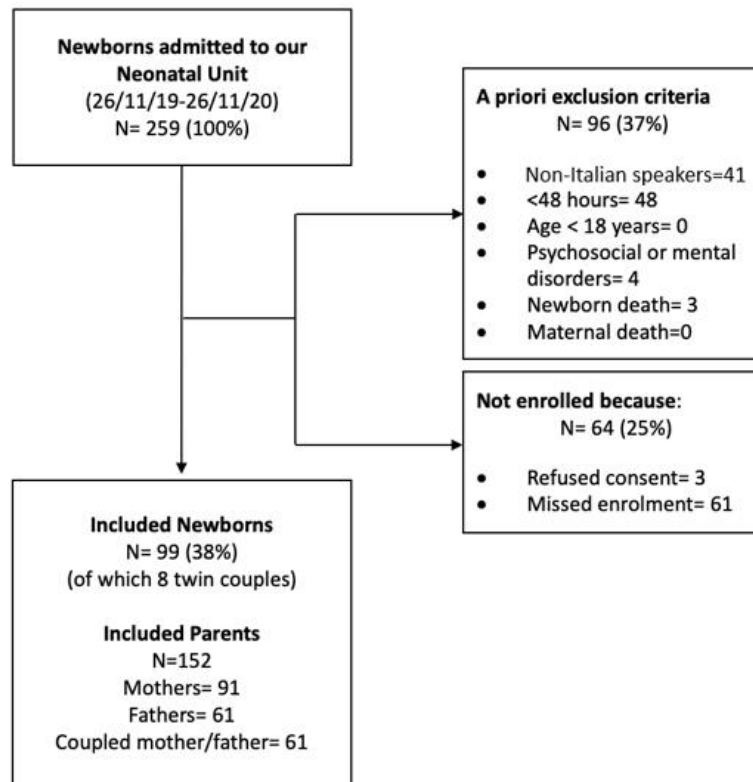 Newborns admitted to our
Neonatal Unit
(26/11/19-26/11/20)
N= 259 (100%)
A priori exclusion criteria
N= 96 (37%)
• Non-Italian speakers=41
• <48 hours= 48
• Age < 18 years= 0
• Psychosocial or mental
disorders= 4
• Newborn death= 3
• Maternal death=0
Not enrolled because:
N= 64 (25%)
• Refused consent= 3
• Missed enrolment= 61
Included Newborns
N= 99 (38%)
(of which 8 twin couples)
Included Parents
N=152
Mothers= 91
Fathers= 61
Coupled mother/father= 61